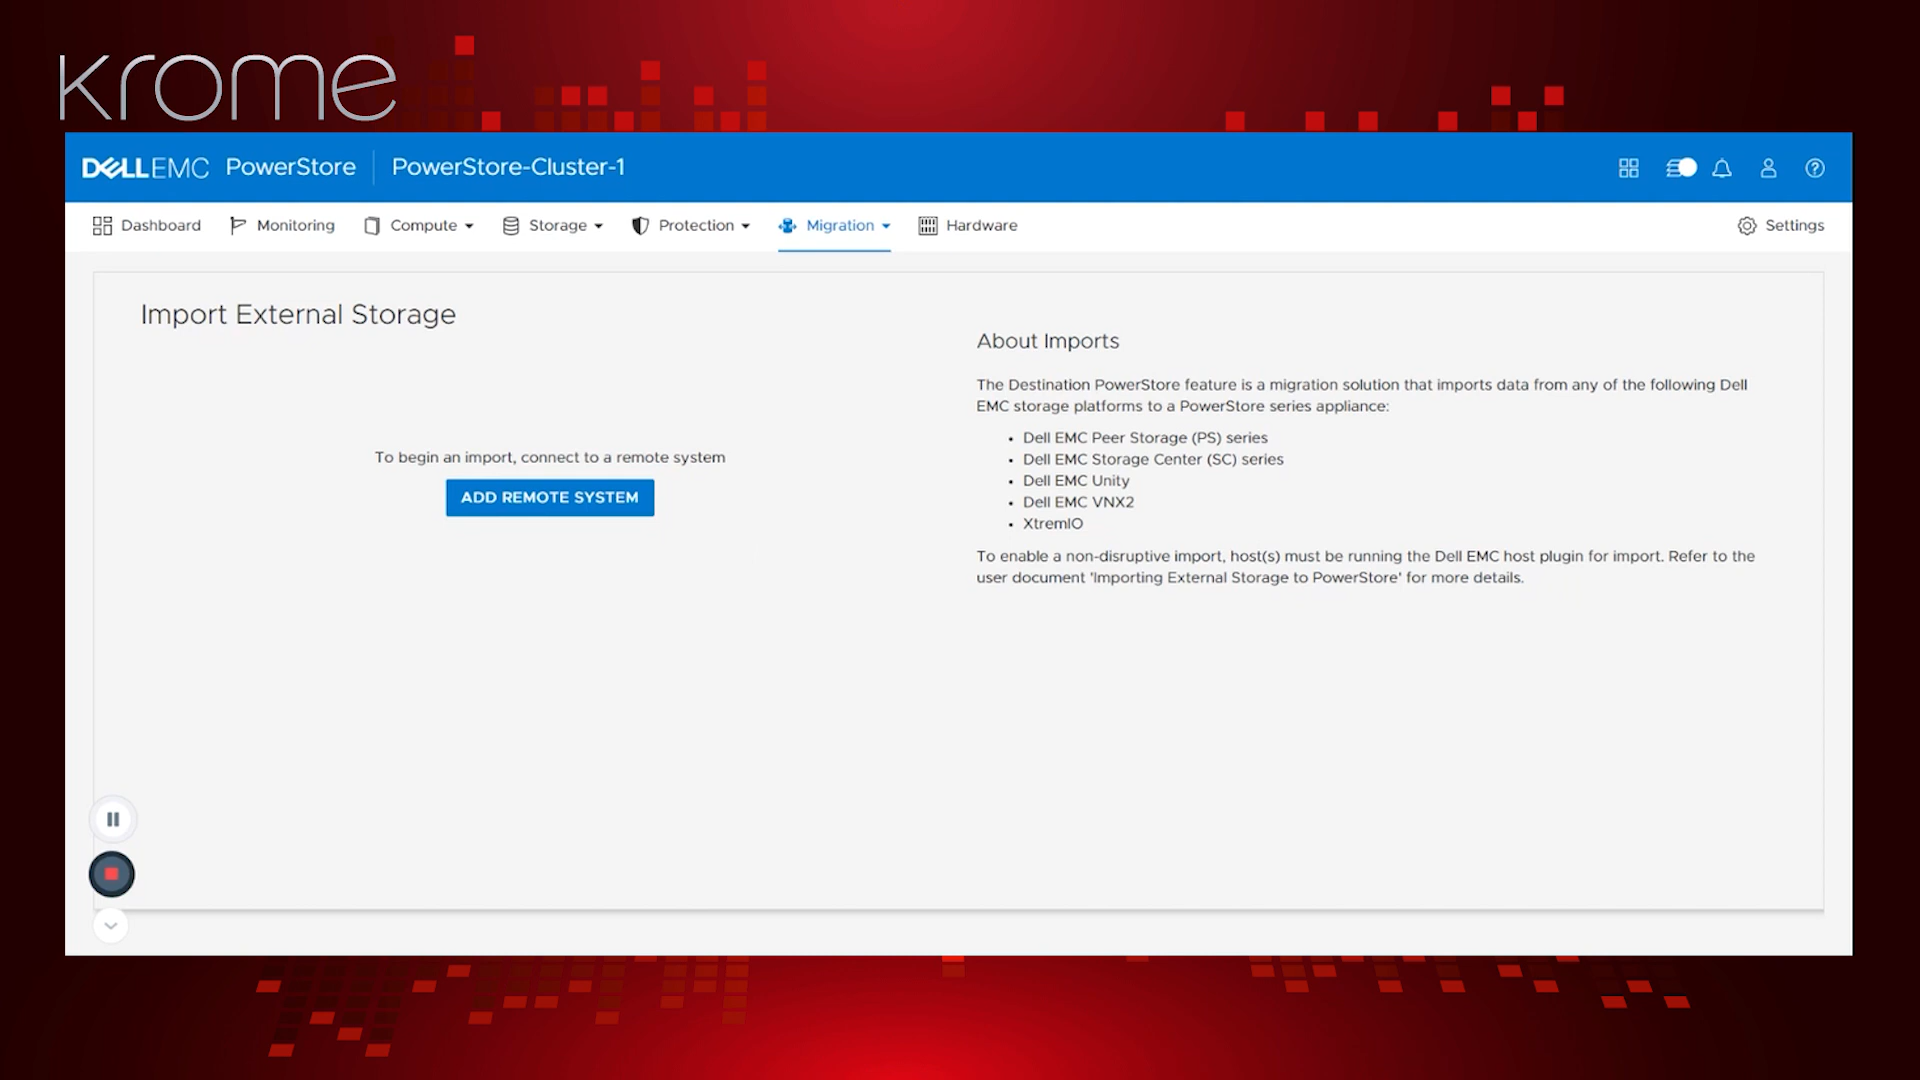 krome
DELLEMC PowerStore PowerStore-Cluster-1
Dashboard Monitoring Compute Storage Protection Migration Hardware Settings
Import External Storage
To begin an import, connect to a remote system
ADD REMOTE SYSTEM
About Imports
The Destination PowerStore feature is a migration solution that imports data from any of the following Dell
EMC storage platforms to a PowerStore series appliance:
• Dell EMC Peer Storage (PS) series
• Dell EMC Storage Center (SC) series
• Dell EMC Unity
• Dell EMC VNX2
• XtremIO
To enable a non-disruptive import, host(s) must be running the Dell EMC host plugin for import. Refer to the
user document 'Importing External Storage to PowerStore' for more details.